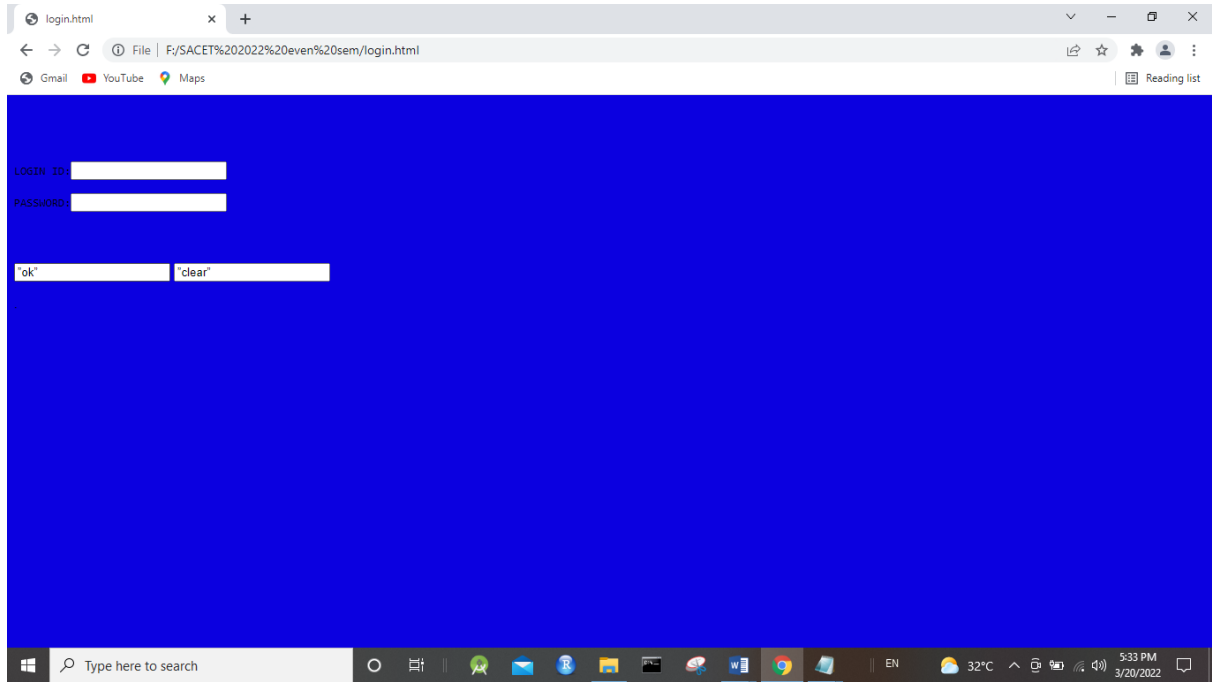 login.html
File F:/SACET%202022%20even%20sem/login.html
Gmail YouTube Maps Reading list
LOGIN ID:
PASSWORD:
"ok" "clear"
Type here to search R W EN 32°C 5:33 PM
3/20/2022